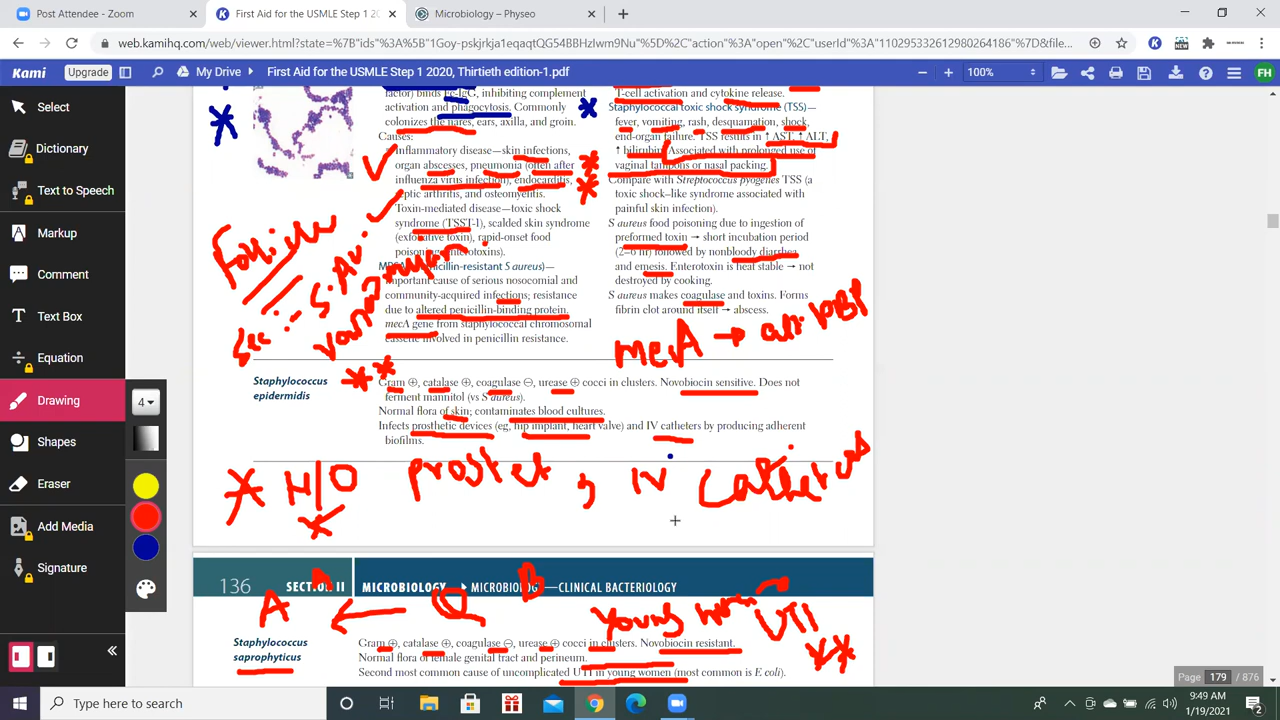 Post Attendee - Zoom
First Aid for the USMLE Step 1 20
Microbiology – Physeo
web.kamihq.com/web/viewer.html?state=%7B"ids"%3A%5B"1Goy-pskjrkja1eqaqtQG54BBHzIwm9Nu"%5D%2C"action"%3A"open"%2C"userId"%3A"110295332612980264186"%7D&file...
Kami
Upgrade
My Drive
First Aid for the USMLE Step 1 2020, Thirtieth edition-1.pdf
100%
Select
Dictionary
Text to Speech
Markup
Comment
Text Box
Equation
Drawing
Shapes
Eraser
Add Media
Signature
4
factor) binds Fc-IgG, inhibiting complement
activation and phagocytosis. Commonly
colonizes the nares, ears, axilla, and groin.
Causes:
Inflammatory disease—skin infections,
organ abscesses, pneumonia (often after
influenza virus infection), endocarditis,
septic arthritis, and osteomyelitis.
Toxin-mediated disease—toxic shock
syndrome (TSST-1), scalded skin syndrome
(exfoliative toxin), rapid-onset food
poisoning
S aureus)—
important cause of serious nosocomial and
community-acquired infections; resistance
due to altered penicillin-binding protein.
mecA gene from staphylococcal chromosomal
cassette involved in penicillin resistance.
T-cell activation and cytokine release.
Staphylococcal toxic shock syndrome (TSS)—
fever, vomiting, rash, desquamation, shock,
end-organ failure. TSS results in ↑ AST, ↑ ALT,
↑ bilirubin. Associated with prolonged use of
vaginal tampons or nasal packing.
Compare with Streptococcus pyogenes TSS (a
toxic shock–like syndrome associated with
painful skin infection).
S aureus food poisoning due to ingestion of
preformed toxin → short incubation period
(2–6 hr) followed by nonbloody diarrhea
and emesis. Enterotoxin is heat stable → not
destroyed by cooking.
S aureus makes coagulase and toxins. Forms
fibrin clot around itself → abscess.
S. Au.
mecA → alt. PBP
Staphylococcus
epidermidis
Gram ⊕, catalase ⊕, coagulase ⊖, urease ⊕ cocci in clusters. Novobiocin sensitive. Does not
ferment mannitol (vs S aureus).
Normal flora of skin; contaminates blood cultures.
Infects prosthetic devices (eg, hip implant, heart valve) and IV catheters by producing adherent
biofilms.
H/O prostet , IV catheters
136 SECTION II MICROBIOLOGY ▶ MICROBIOLOGY—CLINICAL BACTERIOLOGY
A B
A ← Q Young women UTI
Staphylococcus
saprophyticus
Gram ⊕, catalase ⊕, coagulase ⊖, urease ⊕ cocci in clusters. Novobiocin resistant.
Normal flora of female genital tract and perineum.
Second most common cause of uncomplicated UTI in young women (most common is E coli).
Page 179 / 876
Type here to search
9:49 AM
1/19/2021